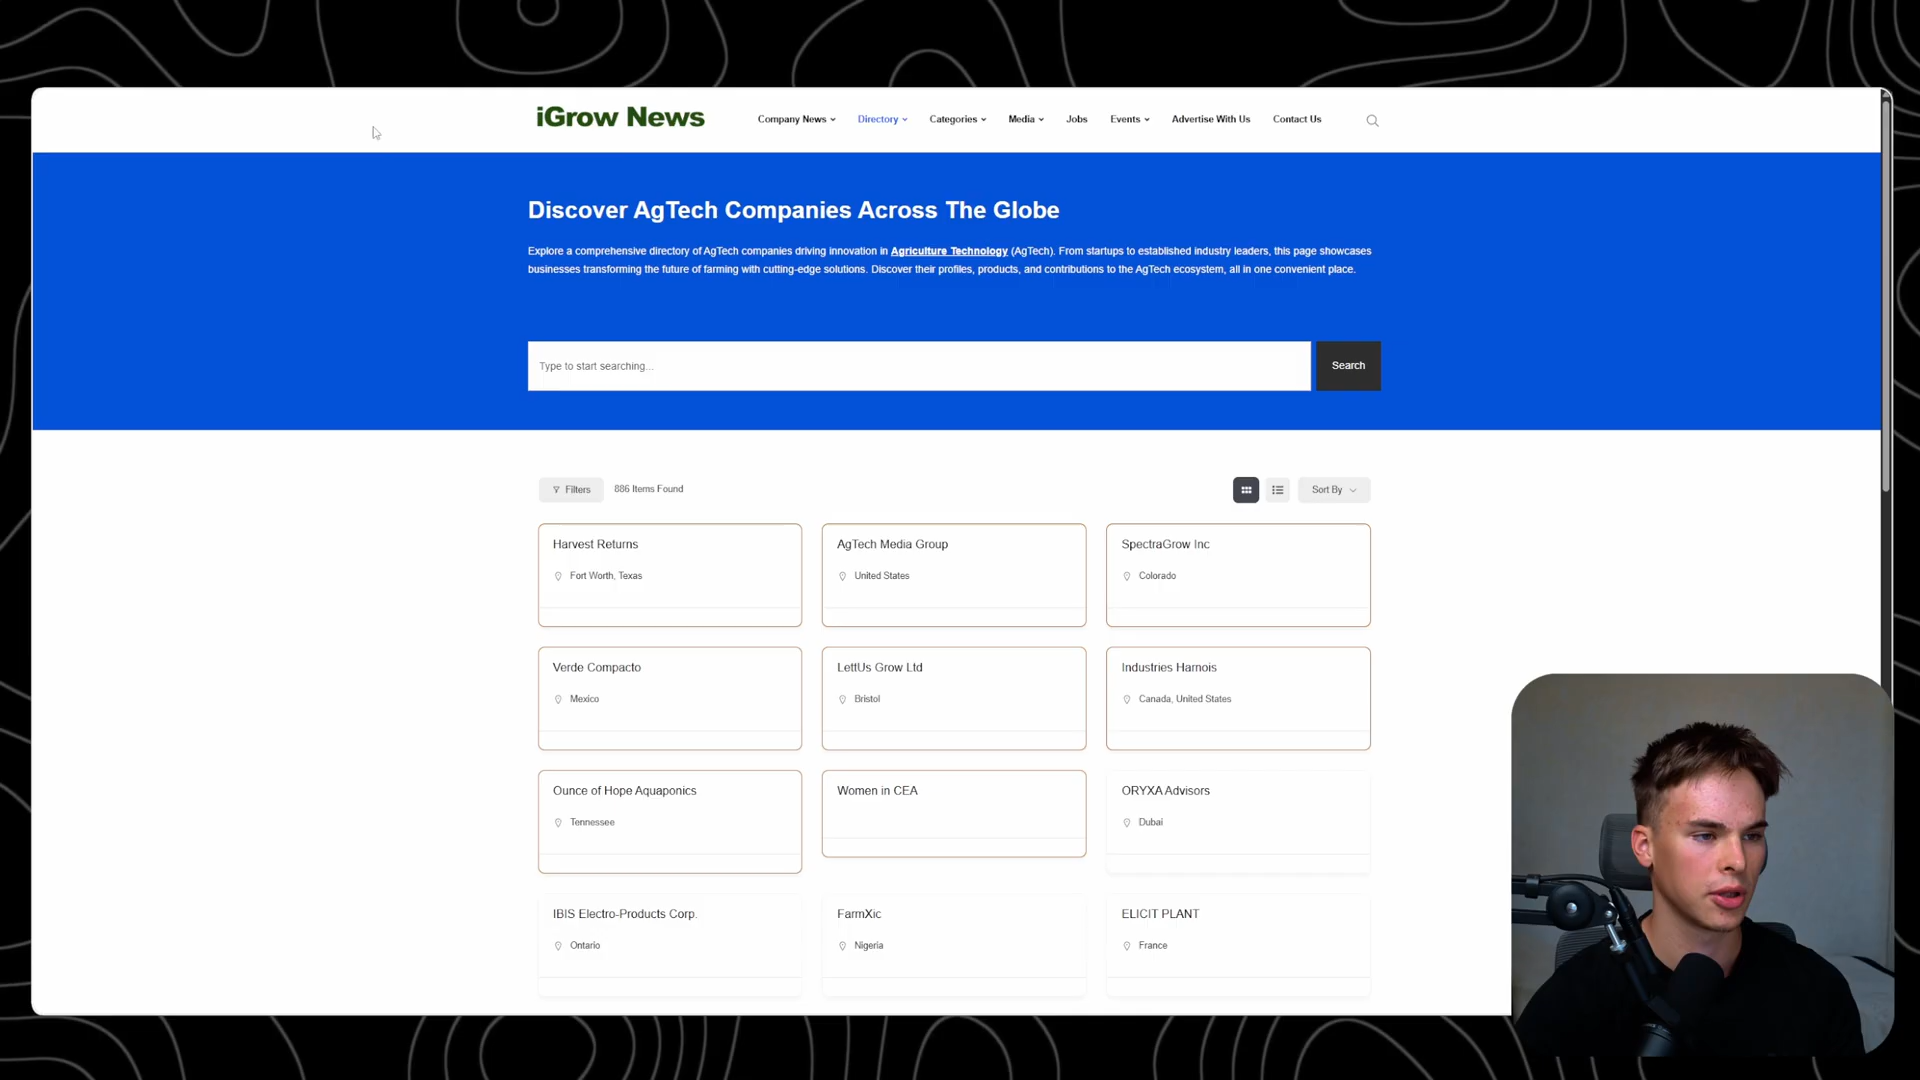 iGrow News
Company News
Directory
Categories
Media
Jobs
Events
Advertise With Us
Contact Us
Discover AgTech Companies Across The Globe
Explore a comprehensive directory of AgTech companies driving innovation in Agriculture Technology (AgTech). From startups to established industry leaders, this page showcases
businesses transforming the future of farming with cutting-edge solutions. Discover their profiles, products, and contributions to the AgTech ecosystem, all in one convenient place.
Type to start searching...
Search
Filters
886 Items Found
Sort By
Harvest Returns
Fort Worth, Texas
AgTech Media Group
United States
SpectraGrow Inc
Colorado
Verde Compacto
Mexico
LettUs Grow Ltd
Bristol
Industries Harnois
Canada, United States
Ounce of Hope Aquaponics
Tennessee
Women in CEA
ORYXA Advisors
Dubai
IBIS Electro-Products Corp.
Ontario
FarmXic
Nigeria
ELICIT PLANT
France